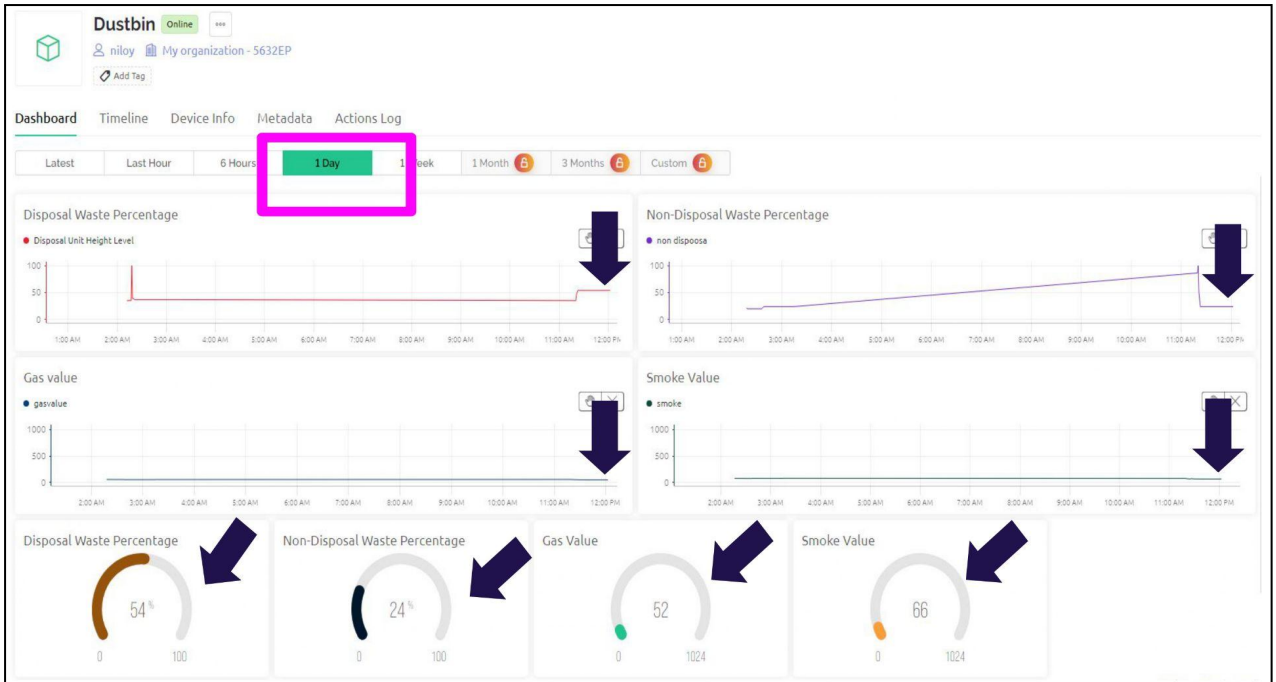 Dustbin Online
niloy My organization - 5632EP
Add Tag
Dashboard Timeline Device Info Metadata Actions Log
Latest Last Hour 6 Hours 1 Day 1 Week 1 Month 3 Months Custom
Disposal Waste Percentage
Disposal Unit Height Level
100
50
0
1:00 AM 2:00 AM 3:00 AM 4:00 AM 5:00 AM 6:00 AM 7:00 AM 8:00 AM 9:00 AM 10:00 AM 11:00 AM 12:00 PM
Non-Disposal Waste Percentage
non dispoosa
100
50
0
1:00 AM 2:00 AM 3:00 AM 4:00 AM 5:00 AM 6:00 AM 7:00 AM 8:00 AM 9:00 AM 10:00 AM 11:00 AM 12:00 PM
Gas value
gasvalue
1000
500
0
2:00 AM 3:00 AM 4:00 AM 5:00 AM 6:00 AM 7:00 AM 8:00 AM 9:00 AM 10:00 AM 11:00 AM 12:00 PM
Smoke Value
smoke
1000
500
0
2:00 AM 3:00 AM 4:00 AM 5:00 AM 6:00 AM 7:00 AM 8:00 AM 9:00 AM 10:00 AM 11:00 AM 12:00 PM
Disposal Waste Percentage
54 %
0 100
Non-Disposal Waste Percentage
24 %
0 100
Gas Value
52
0 1024
Smoke Value
66
0 1024